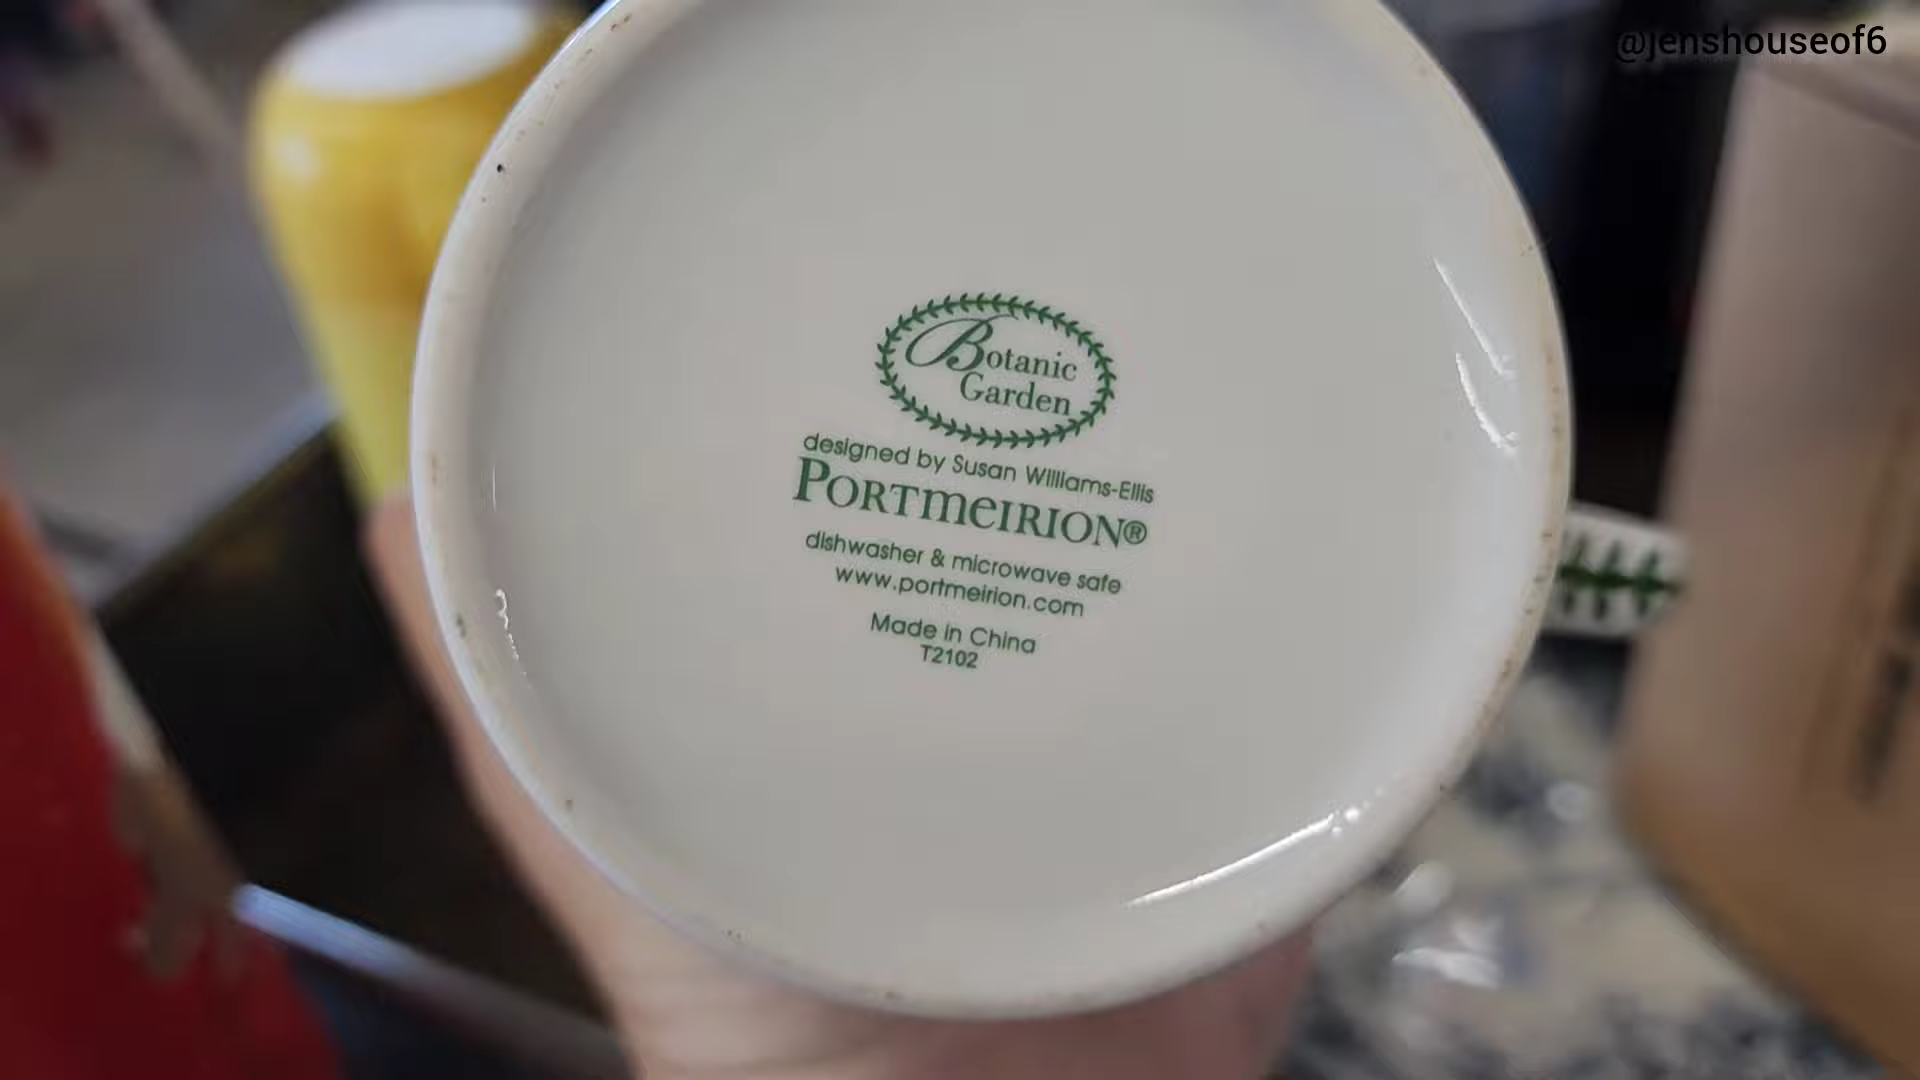 @jenshouseof6
Botanic
Garden
designed by Susan Williams-Ellis
PORTMEIRION®
dishwasher & microwave safe
www.portmeirion.com
Made in China
T2102